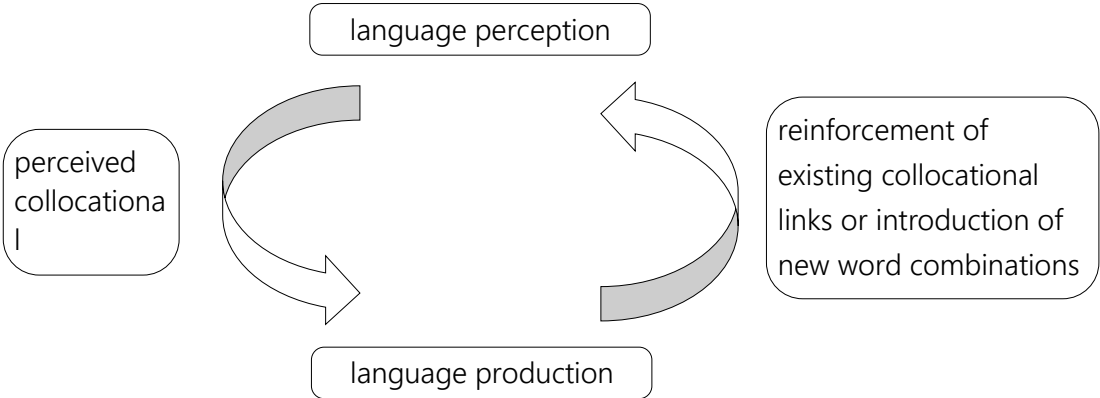 language perception
perceived
collocationa
l
reinforcement of
existing collocational
links or introduction of
new word combinations
language production